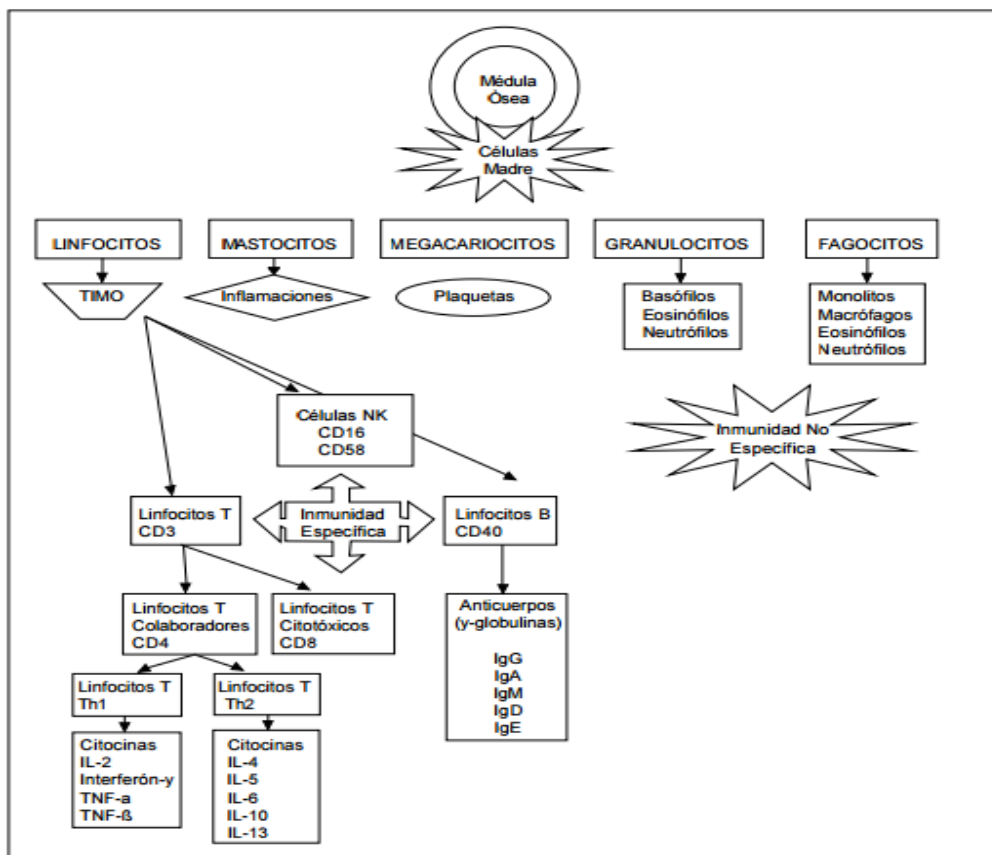 Médula
Ósea
Células
Madre
LINFOCITOS
MASTOCITOS
MEGACARIOCITOS
GRANULOCITOS
FAGOCITOS
TIMO
Inflamaciones
Plaquetas
Basófilos
Eosinófilos
Neutrófilos
Monolitos
Macrófagos
Eosinófilos
Neutrófilos
Células NK
CD16
CD58
Inmunidad No
Específica
Linfocitos T
CD3
Inmunidad
Específica
Linfocitos B
CD40
Linfocitos T
Colaboradores
CD4
Linfocitos T
Citotóxicos
CD8
Anticuerpos
(y-globulinas)
IgG
IgA
IgM
IgD
IgE
Linfocitos T
Th1
Linfocitos T
Th2
Citocinas
IL-2
Interferón-y
TNF-a
TNF-ß
Citocinas
IL-4
IL-5
IL-6
IL-10
IL-13